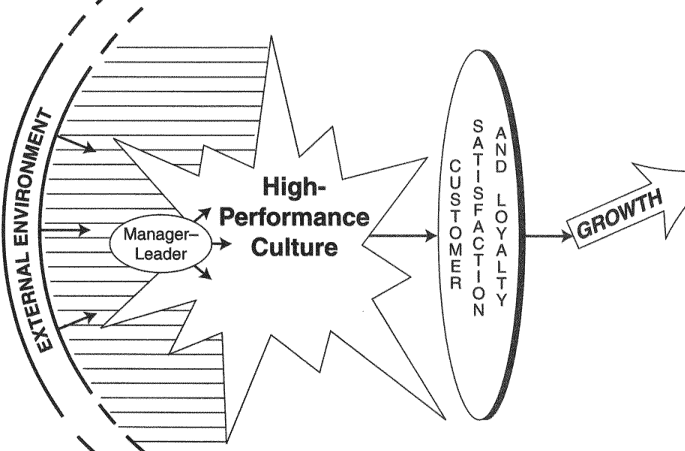 EXTERNAL ENVIRONMENT
Manager–
Leader
High-
Performance
Culture
CUSTOMER
SATISFACTION
AND LOYALTY
GROWTH